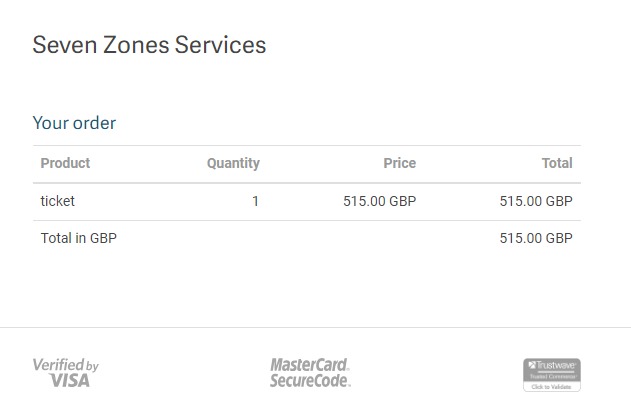 Seven Zones Services
Your order
Product Quantity Price Total
ticket 1 515.00 GBP 515.00 GBP
Total in GBP 515.00 GBP
Verified by VISA MasterCard. SecureCode. Trustwave
Trusted Commerce
Click to Validate